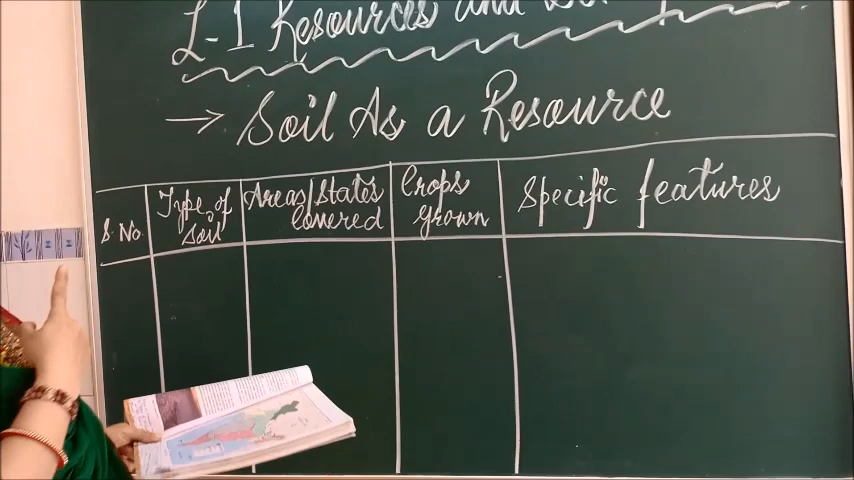 L-1 Resources and
→ Soil As a Resource
S.No.
Type of
Soil
Areas/States
Covered
Crops
grown
Specific features